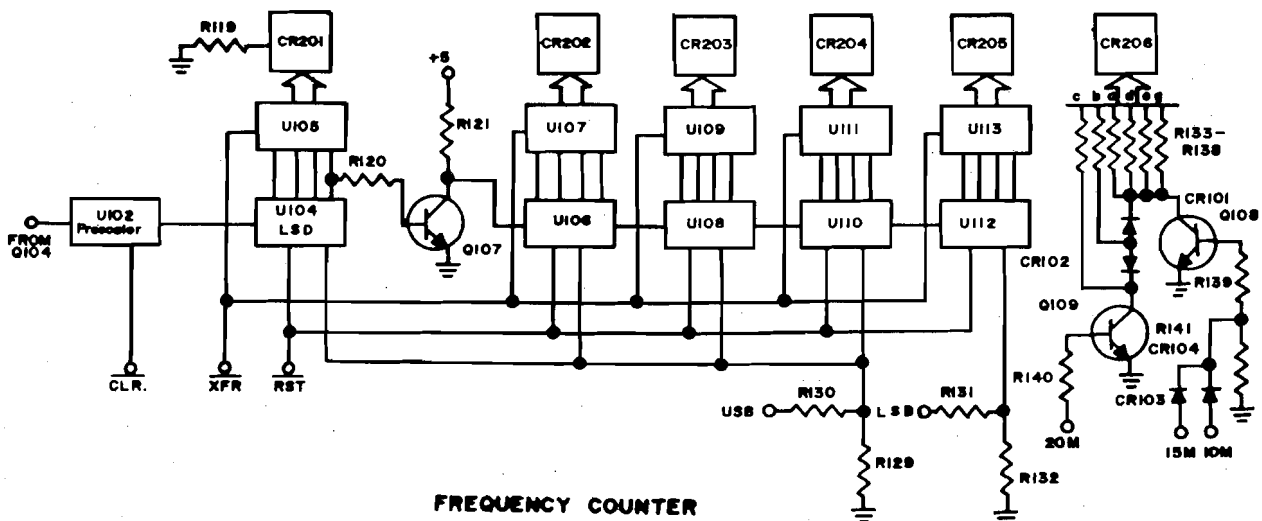 R119
CR201
CR202
CR203
CR204
CR205
CR206
+5
c b a d e g
U105
R121
U107
U109
U111
U113
R133-
R138
R120
CR101
Q108
U102
Prescaler
U104
LSD
U106
U108
U110
U112
FROM
Q104
Q107
CR102
R139
Q109
R141
CR104
CLR.
XFR
RST
R140
CR103
USB
R130
LSB
R131
20M
15M
10M
R129
R132
FREQUENCY COUNTER